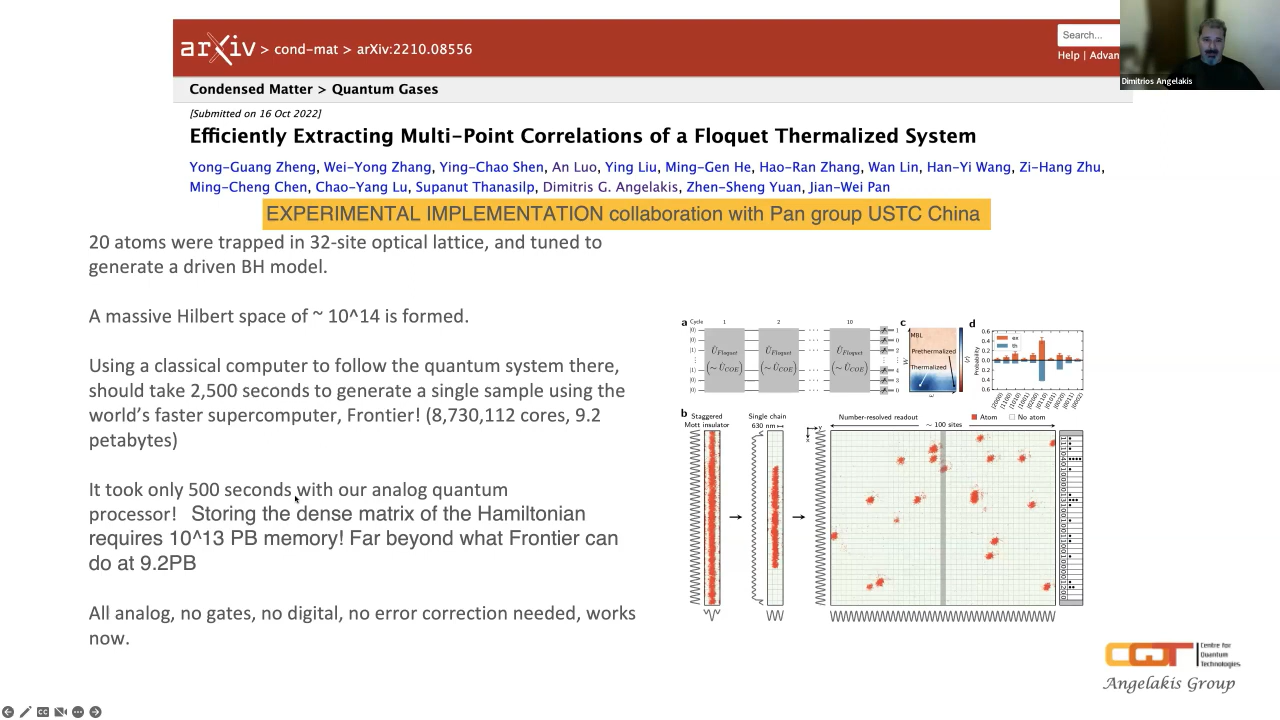 arXiv > cond-mat > arXiv:2210.08556
Search...
Help | Advan
Dimitrios Angelakis
Condensed Matter > Quantum Gases
[Submitted on 16 Oct 2022]
Efficiently Extracting Multi-Point Correlations of a Floquet Thermalized System
Yong-Guang Zheng, Wei-Yong Zhang, Ying-Chao Shen, An Luo, Ying Liu, Ming-Gen He, Hao-Ran Zhang, Wan Lin, Han-Yi Wang, Zi-Hang Zhu,
Ming-Cheng Chen, Chao-Yang Lu, Supanut Thanasilp, Dimitris G. Angelakis, Zhen-Sheng Yuan, Jian-Wei Pan
EXPERIMENTAL IMPLEMENTATION collaboration with Pan group USTC China
20 atoms were trapped in 32-site optical lattice, and tuned to
generate a driven BH model.
A massive Hilbert space of ~ 10^14 is formed.
Using a classical computer to follow the quantum system there,
should take 2,500 seconds to generate a single sample using the
world's faster supercomputer, Frontier! (8,730,112 cores, 9.2
petabytes)
It took only 500 seconds with our analog quantum
processor! Storing the dense matrix of the Hamiltonian
requires 10^13 PB memory! Far beyond what Frontier can
do at 9.2PB
All analog, no gates, no digital, no error correction needed, works
now.
a Cycle 1 2 10
c
MBL
Prethermalized
Thermalized
d
Probability
ex
th
b Staggered
Mott insulator
Single chain
630 nm
Number-resolved readout
Atom No atom
~ 100 sites
CQT Centre for
Quantum
Technologies
Angelakis Group